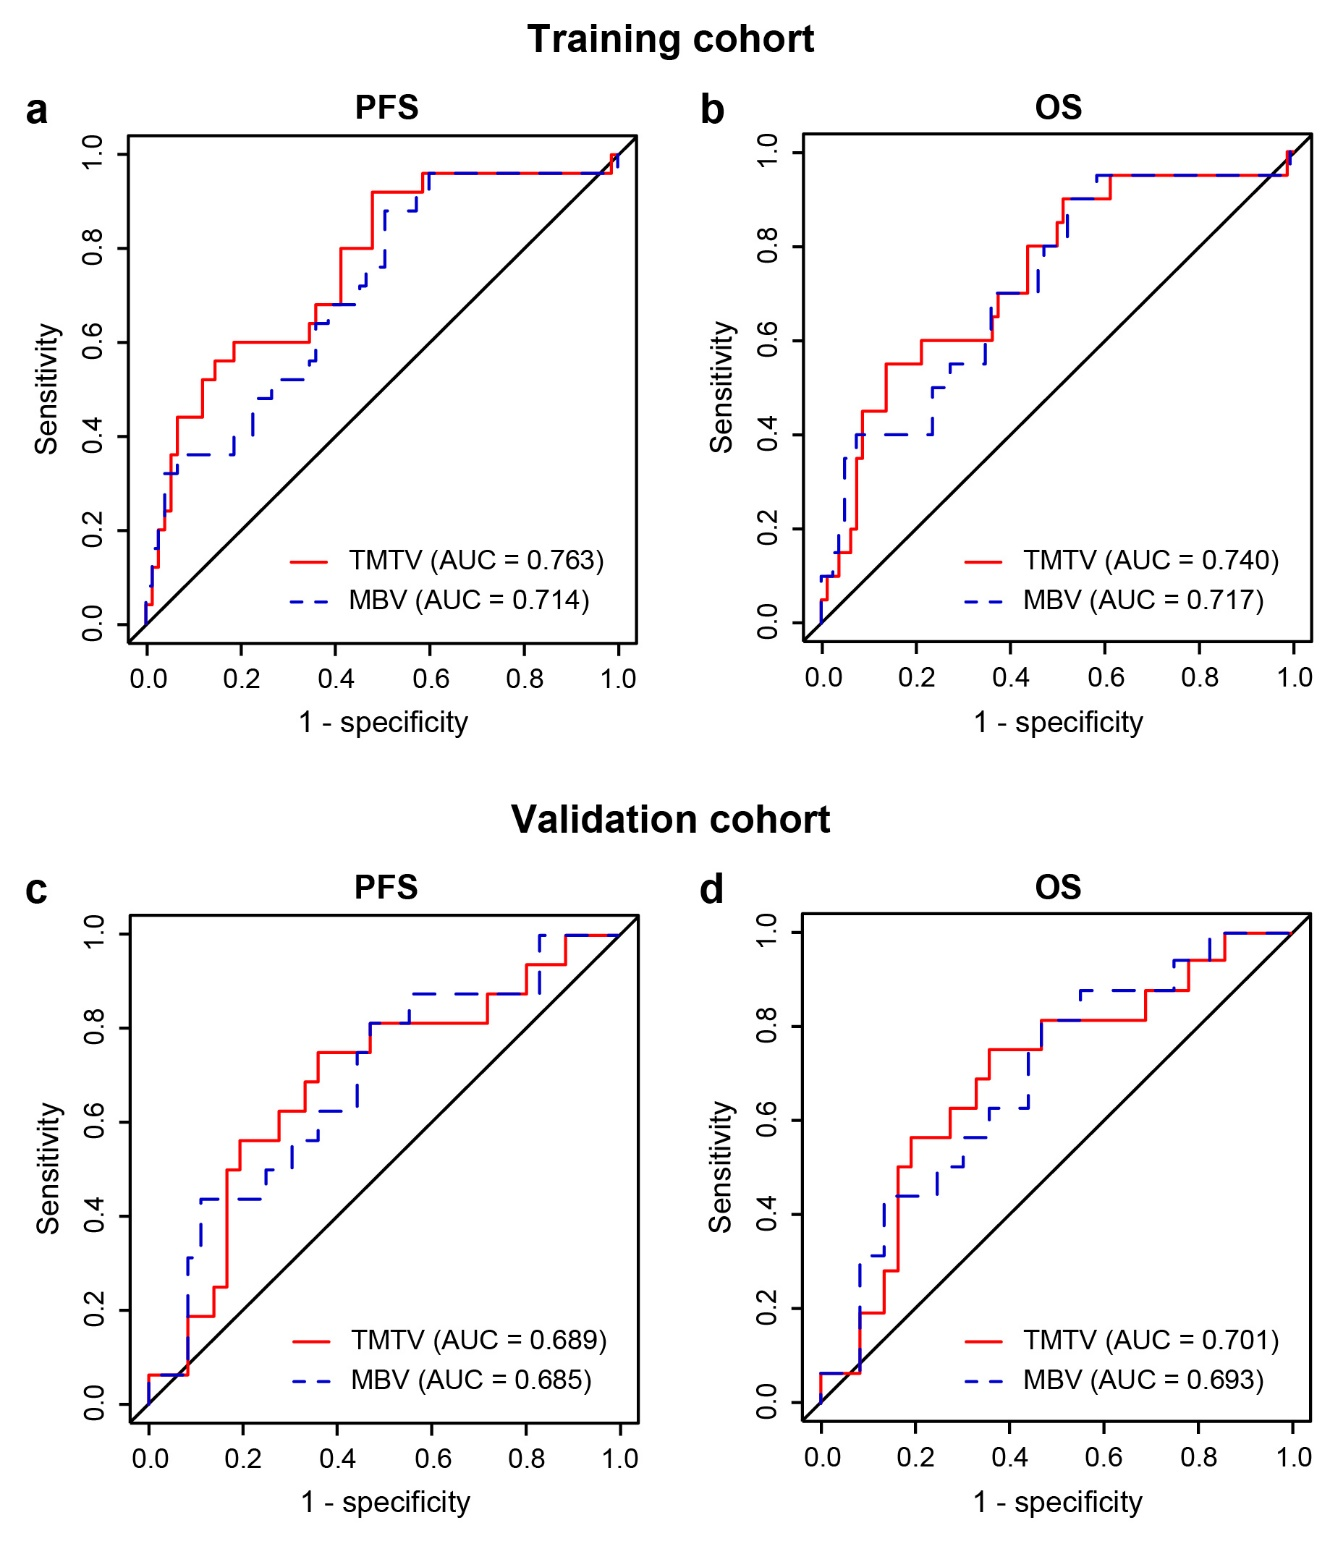 Training cohort
a
PFS
1.0
0.8
0.6
0.4
0.2
0.0
Sensitivity
TMTV (AUC = 0.763)
MBV (AUC = 0.714)
0.0 0.2 0.4 0.6 0.8 1.0
1 - specificity
b
OS
1.0
0.8
0.6
0.4
0.2
0.0
Sensitivity
TMTV (AUC = 0.740)
MBV (AUC = 0.717)
0.0 0.2 0.4 0.6 0.8 1.0
1 - specificity
Validation cohort
c
PFS
1.0
0.8
0.6
0.4
0.2
0.0
Sensitivity
TMTV (AUC = 0.689)
MBV (AUC = 0.685)
0.0 0.2 0.4 0.6 0.8 1.0
1 - specificity
d
OS
1.0
0.8
0.6
0.4
0.2
0.0
Sensitivity
TMTV (AUC = 0.701)
MBV (AUC = 0.693)
0.0 0.2 0.4 0.6 0.8 1.0
1 - specificity